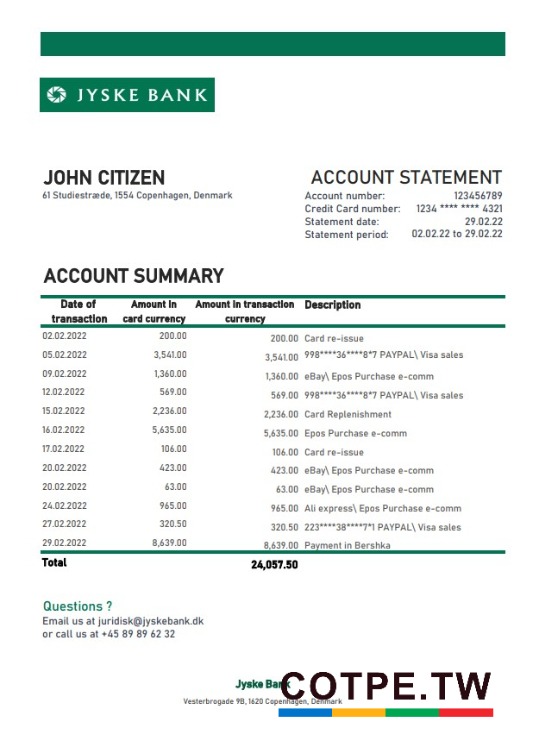 JYSKE BANK
JOHN CITIZEN
61 Studiestræde, 1554 Copenhagen, Denmark
ACCOUNT STATEMENT
Account number: 123456789
Credit Card number: 1234 **** **** 4321
Statement date: 29.02.22
Statement period: 02.02.22 to 29.02.22
ACCOUNT SUMMARY
Date of transaction Amount in card currency Amount in transaction currency Description
02.02.2022 200.00 200.00 Card re-issue
05.02.2022 3,541.00 3,541.00 998****36****8*7 PAYPAL\ Visa sales
09.02.2022 1,360.00 1,360.00 eBay\ Epos Purchase e-comm
12.02.2022 569.00 569.00 998****36****8*7 PAYPAL\ Visa sales
15.02.2022 2,236.00 2,236.00 Card Replenishment
16.02.2022 5,635.00 5,635.00 Epos Purchase e-comm
17.02.2022 106.00 106.00 Card re-issue
20.02.2022 423.00 423.00 eBay\ Epos Purchase e-comm
20.02.2022 63.00 63.00 eBay\ Epos Purchase e-comm
24.02.2022 965.00 965.00 Ali express\ Epos Purchase e-comm
27.02.2022 320.50 320.50 223****38****7*1 PAYPAL\ Visa sales
29.02.2022 8,639.00 8,639.00 Payment in Bershka
Total 24,057.50
Questions ?
Email us at juridisk@jyskebank.dk
or call us at +45 89 89 62 32
Jyske Bank
Vesterbrogade 9B, 1620 Copenhagen, Denmark
COTPE.TW